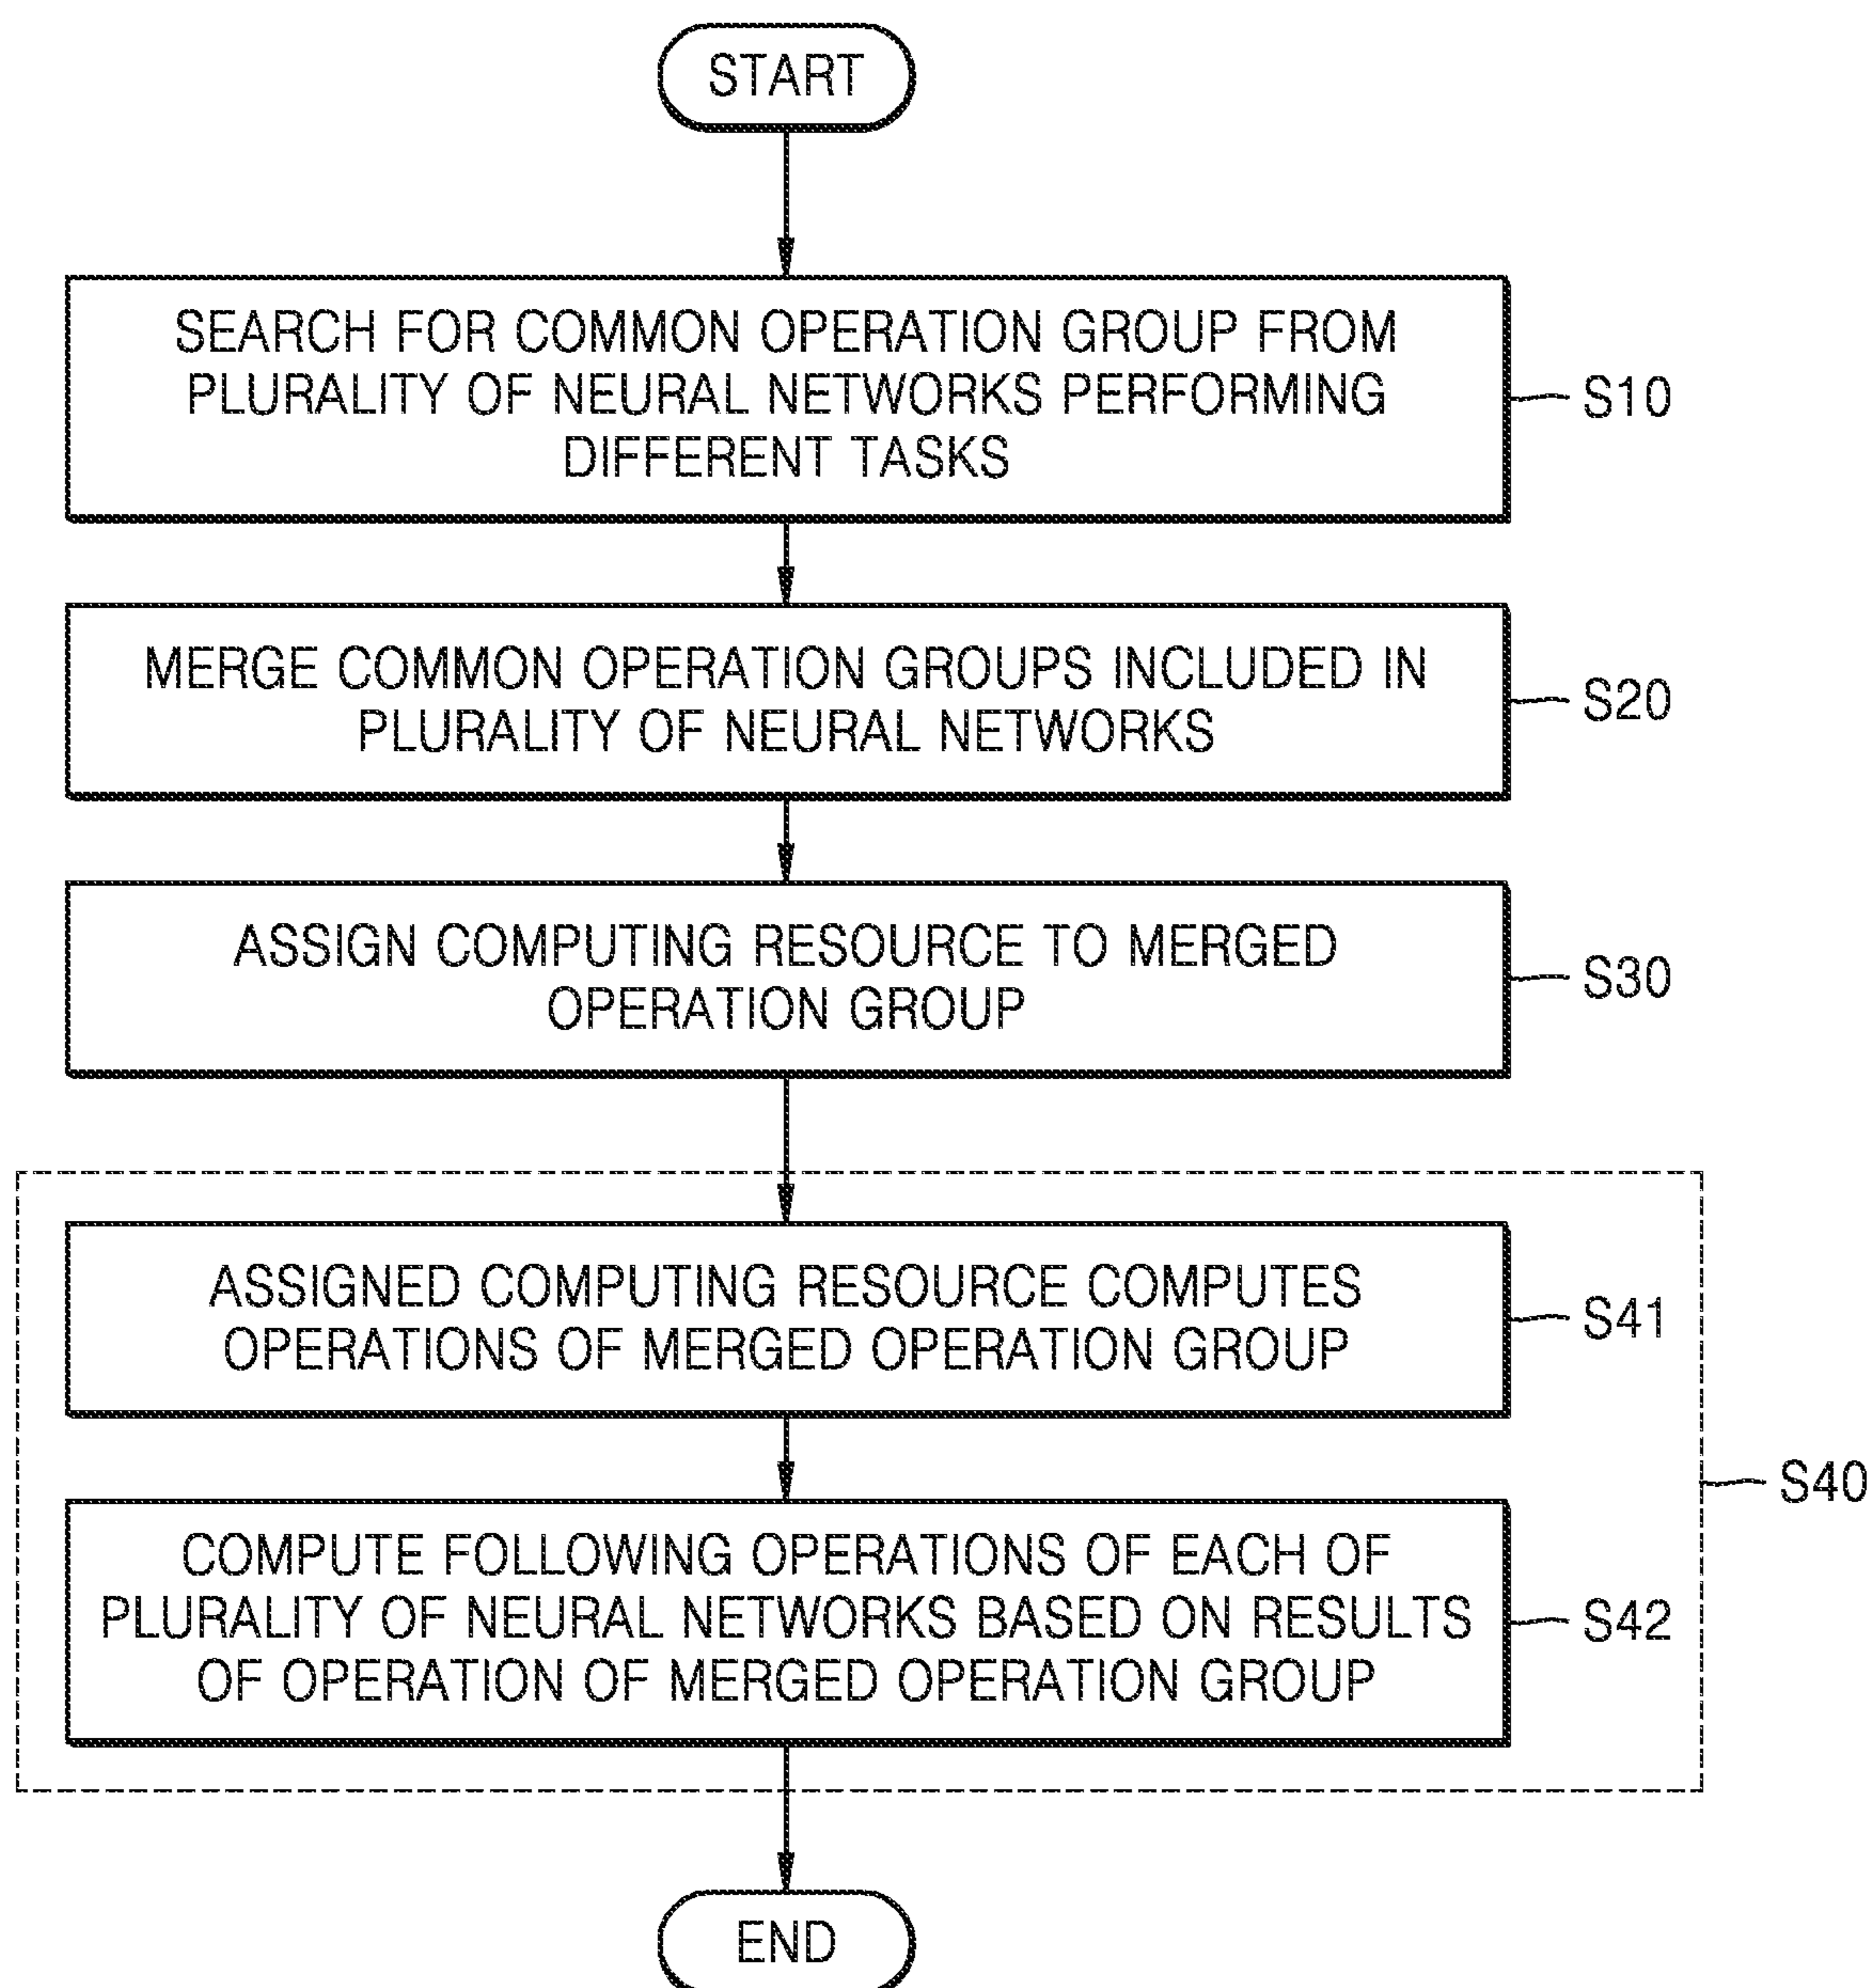 START
SEARCH FOR COMMON OPERATION GROUP FROM
PLURALITY OF NEURAL NETWORKS PERFORMING
DIFFERENT TASKS
S10
MERGE COMMON OPERATION GROUPS INCLUDED IN
PLURALITY OF NEURAL NETWORKS
S20
ASSIGN COMPUTING RESOURCE TO MERGED
OPERATION GROUP
S30
ASSIGNED COMPUTING RESOURCE COMPUTES
OPERATIONS OF MERGED OPERATION GROUP
S41
S40
COMPUTE FOLLOWING OPERATIONS OF EACH OF
PLURALITY OF NEURAL NETWORKS BASED ON RESULTS
OF OPERATION OF MERGED OPERATION GROUP
S42
END